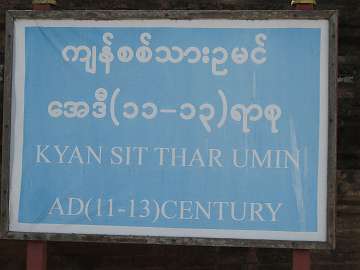 ကျန်စစ်သားဥမင်
အေဒီ(၁၁–၁၃)ရာစု
KYAN SIT THAR UMIN
AD(11-13)CENTURY